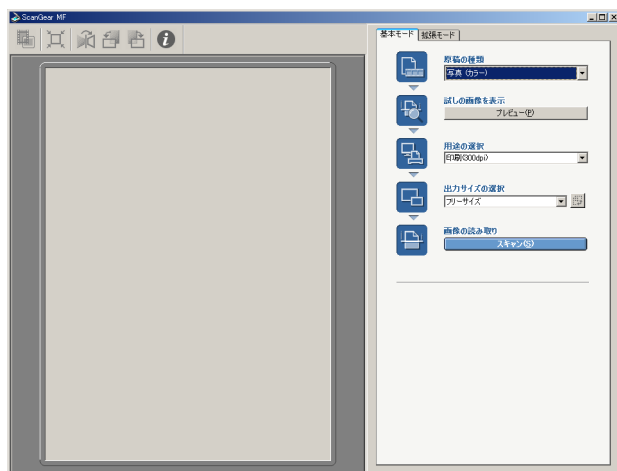 ScanGear MF
基本モード 拡張モード
原稿の種類
写真 (カラー)
試しの画像を表示
プレビュー(P)
用途の選択
印刷(300dpi)
出力サイズの選択
フリーサイズ
画像の読み取り
スキャン(S)